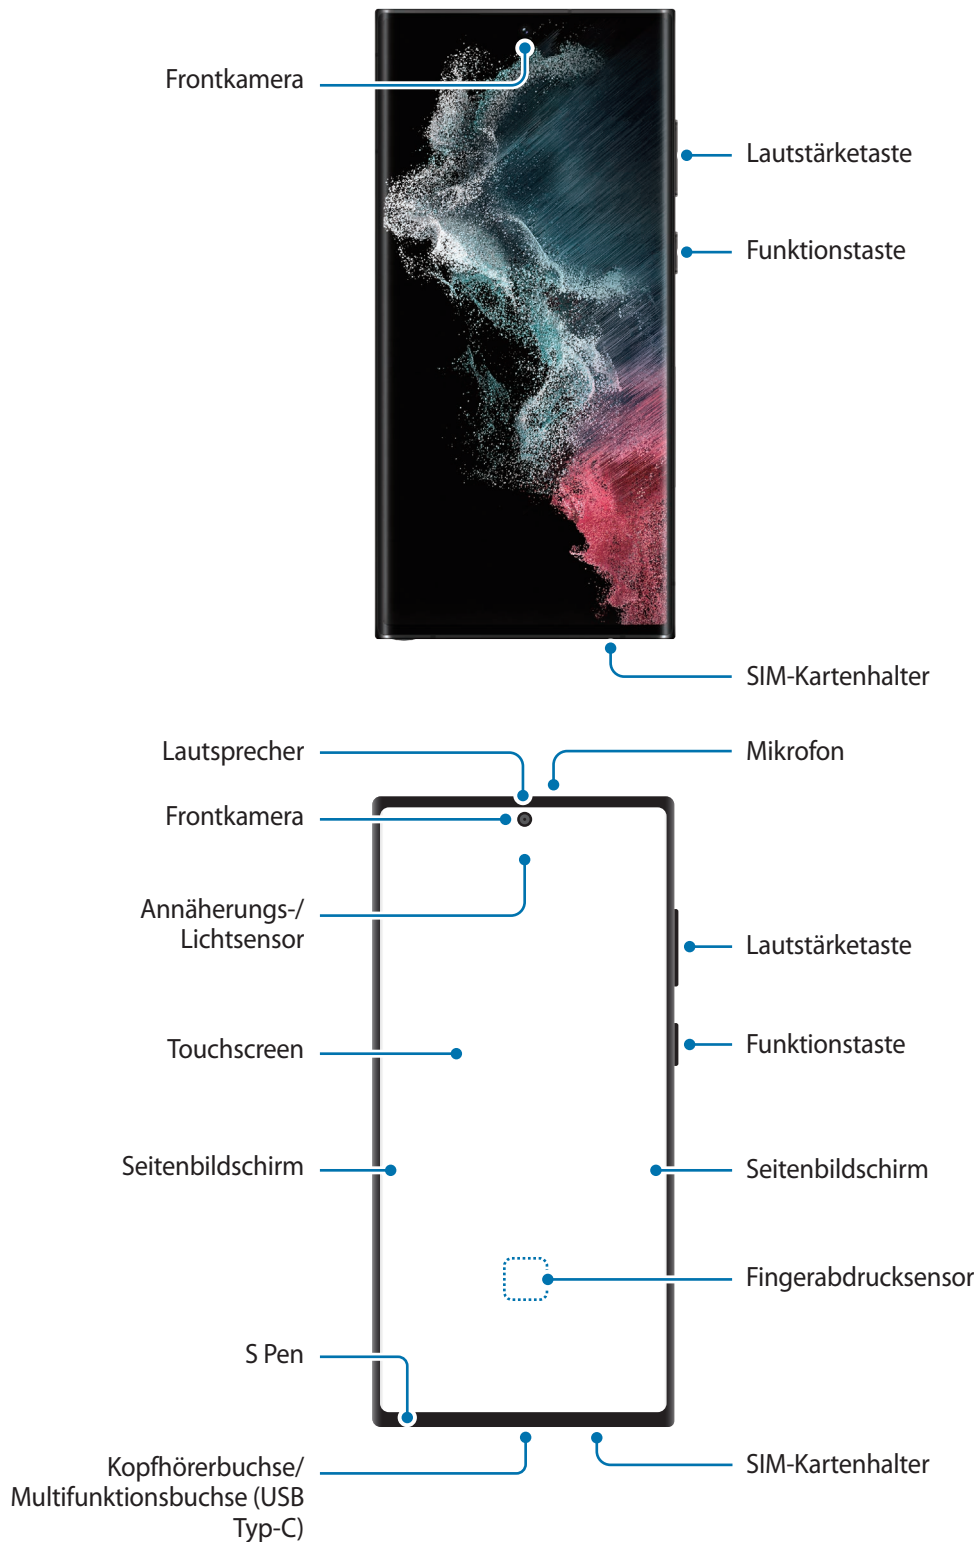 Frontkamera
Lautstärketaste
Funktionstaste
SIM-Kartenhalter
Lautsprecher
Mikrofon
Frontkamera
Annäherungs-/
Lichtsensor
Lautstärketaste
Touchscreen
Funktionstaste
Seitenbildschirm
Seitenbildschirm
Fingerabdrucksensor
S Pen
Kopfhörerbuchse/
Multifunktionsbuchse (USB
Typ-C)
SIM-Kartenhalter